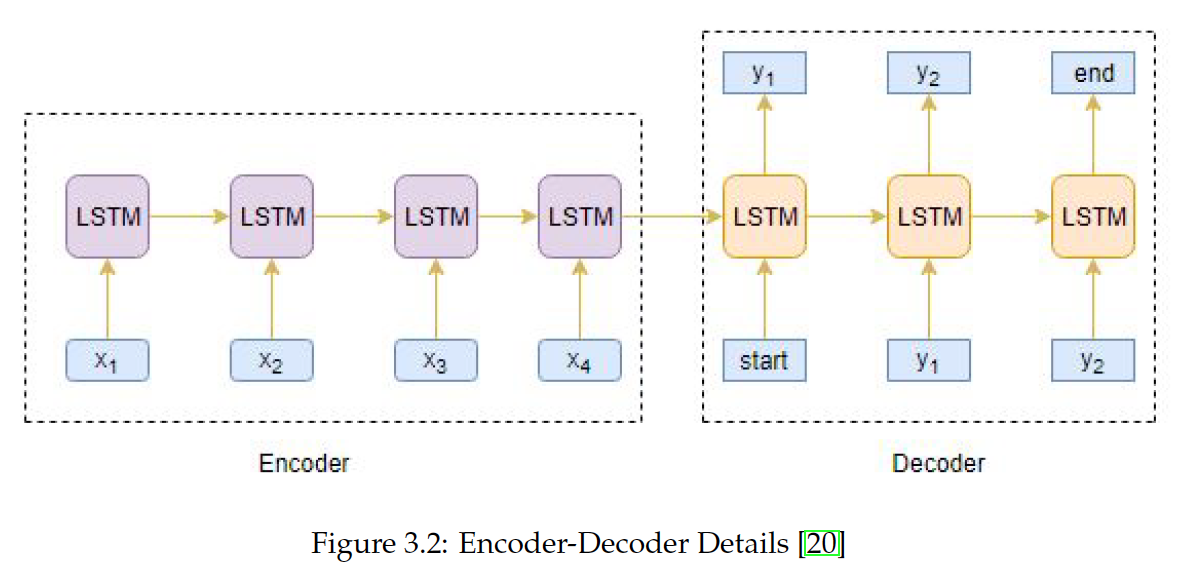 y₁ y₂ end
LSTM LSTM LSTM LSTM LSTM LSTM LSTM
x₁ x₂ x₃ x₄ start y₁ y₂
Encoder Decoder
Figure 3.2: Encoder-Decoder Details [20]